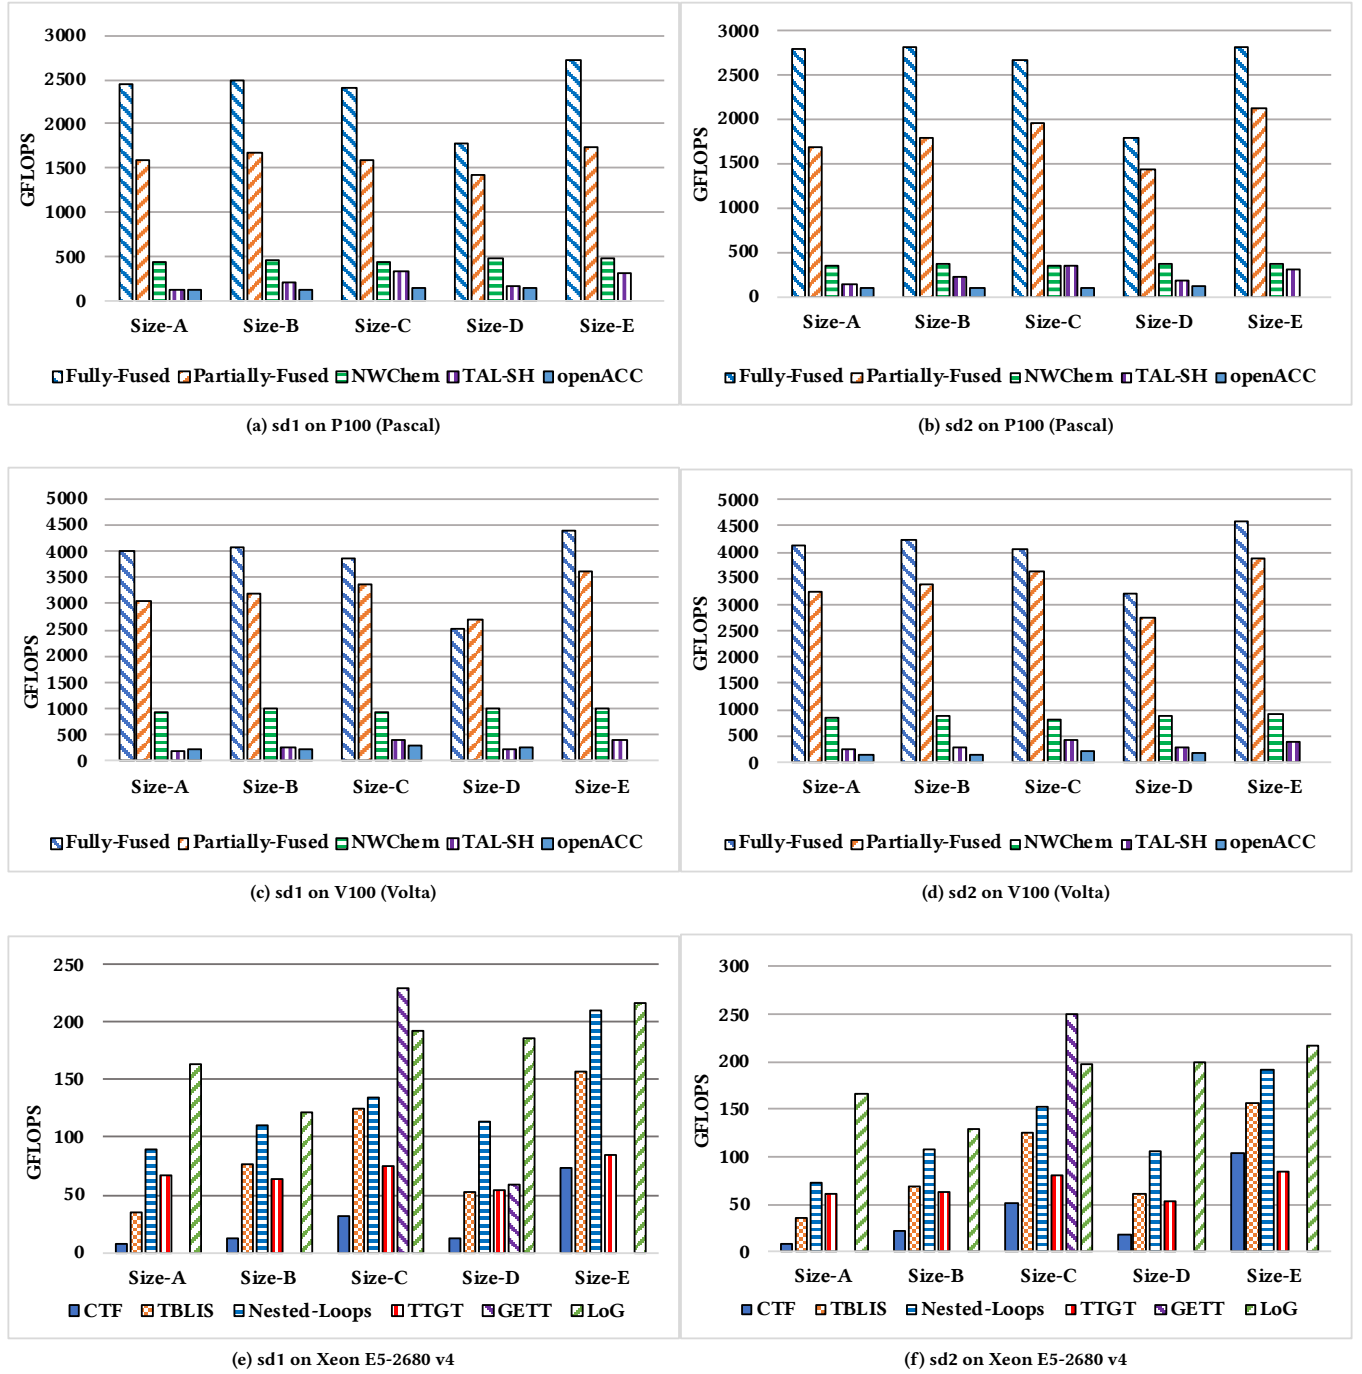 3000
2500
2000
1500
1000
500
0
GFLOPS
Size-A Size-B Size-C Size-D Size-E
Fully-Fused Partially-Fused NWChem TAL-SH openACC
(a) sd1 on P100 (Pascal)
3000
2500
2000
1500
1000
500
0
GFLOPS
Size-A Size-B Size-C Size-D Size-E
Fully-Fused Partially-Fused NWChem TAL-SH openACC
(b) sd2 on P100 (Pascal)
5000
4500
4000
3500
3000
2500
2000
1500
1000
500
0
GFLOPS
Size-A Size-B Size-C Size-D Size-E
Fully-Fused Partially-Fused NWChem TAL-SH openACC
(c) sd1 on V100 (Volta)
5000
4500
4000
3500
3000
2500
2000
1500
1000
500
0
GFLOPS
Size-A Size-B Size-C Size-D Size-E
Fully-Fused Partially-Fused NWChem TAL-SH openACC
(d) sd2 on V100 (Volta)
250
200
150
100
50
0
GFLOPS
Size-A Size-B Size-C Size-D Size-E
CTF TBLIS Nested-Loops TTGT GETT LoG
(e) sd1 on Xeon E5-2680 v4
300
250
200
150
100
50
0
GFLOPS
Size-A Size-B Size-C Size-D Size-E
CTF TBLIS Nested-Loops TTGT GETT LoG
(f) sd2 on Xeon E5-2680 v4